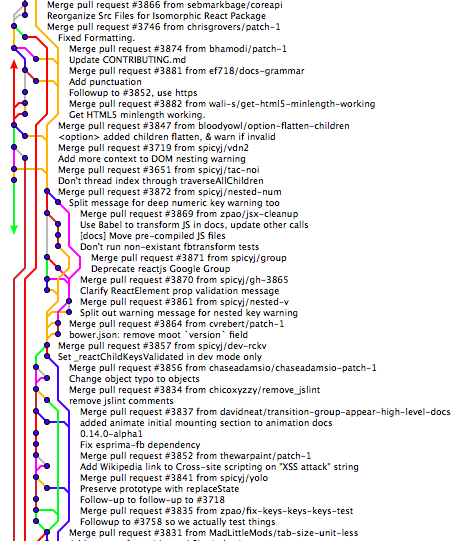 Merge pull request #3866 from sebmarkbage/coreapi
Reorganize Src Files for Isomorphic React Package
Merge pull request #3746 from chrisgrovers/patch-1
Fixed Formatting.
Merge pull request #3874 from bhamodi/patch-1
Update CONTRIBUTING.md
Merge pull request #3881 from ef718/docs-grammar
Add punctuation
Followup to #3852, use https
Merge pull request #3882 from wali-s/get-html5-minlength-working
Get HTML5 minlength working.
Merge pull request #3847 from bloodyowl/option-flatten-children
<option> added children flatten, & warn if invalid
Merge pull request #3719 from spicyj/vdn2
Add more context to DOM nesting warning
Merge pull request #3651 from spicyj/tac-noi
Don't thread index through traverseAllChildren
Merge pull request #3872 from spicyj/nested-num
Split message for deep numeric key warning too
Merge pull request #3869 from zpao/jsx-cleanup
Use Babel to transform JS in docs, update other calls
[docs] Move pre-compiled JS files
Don't run non-existant fbtransform tests
Merge pull request #3871 from spicyj/group
Deprecate reactjs Google Group
Merge pull request #3870 from spicyj/gh-3865
Clarify ReactElement prop validation message
Merge pull request #3861 from spicyj/nested-v
Split out warning message for nested key warning
Merge pull request #3864 from cvrebert/patch-1
bower.json: remove moot `version` field
Merge pull request #3857 from spicyj/dev-rckv
Set _reactChildKeysValidated in dev mode only
Merge pull request #3856 from chaseadamsio/chaseadamsio-patch-1
Change object typo to objects
Merge pull request #3834 from chicoxyzzy/remove_jslint
remove jslint comments
Merge pull request #3837 from davidneat/transition-group-appear-high-level-docs
added animate initial mounting section to animation docs
0.14.0-alpha1
Fix esprima-fb dependency
Merge pull request #3852 from thewarpaint/patch-1
Add Wikipedia link to Cross-site scripting on "XSS attack" string
Merge pull request #3841 from spicyj/yolo
Preserve prototype with replaceState
Follow-up to follow-up to #3718
Merge pull request #3835 from zpao/fix-keys-keys-keys-test
Followup to #3758 so we actually test things
Merge pull request #3831 from MadLittleMods/tab-size-unit-less